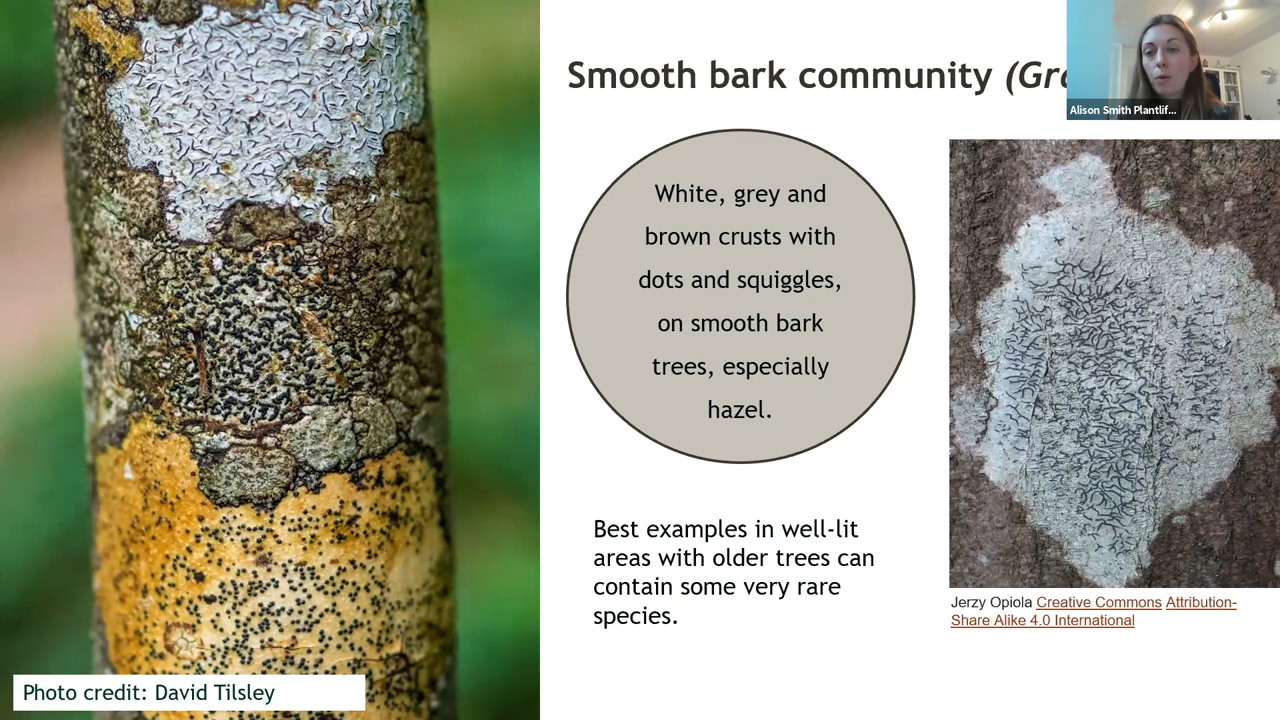 Smooth bark community (Gr
Alison Smith Plantlif...
White, grey and
brown crusts with
dots and squiggles,
on smooth bark
trees, especially
hazel.
Best examples in well-lit
areas with older trees can
contain some very rare
species.
Jerzy Opiola Creative Commons Attribution-
Share Alike 4.0 International
Photo credit: David Tilsley